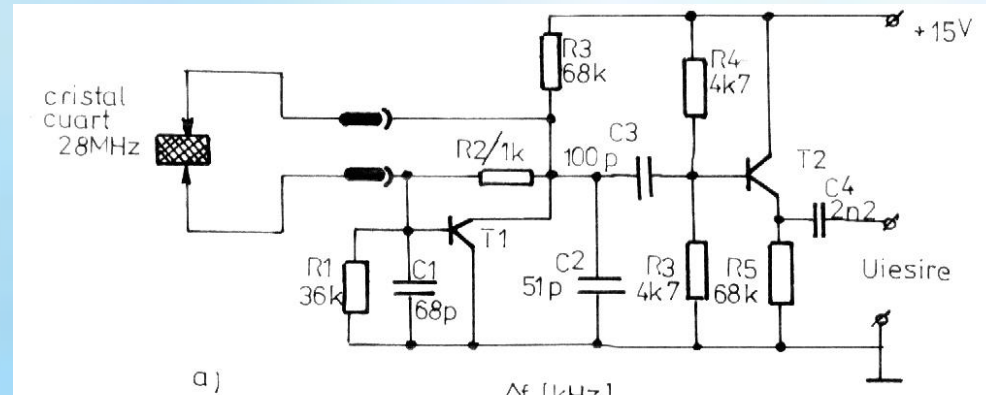 cristal
cuart
28MHz
R3
68k
R4
4k7
+15V
R2/1k
100p
C3
T2
C4
2n2
T1
R1
36k
C1
68p
C2
51p
R3
4k7
R5
68k
Uiesire
a)
Δf [kHz]